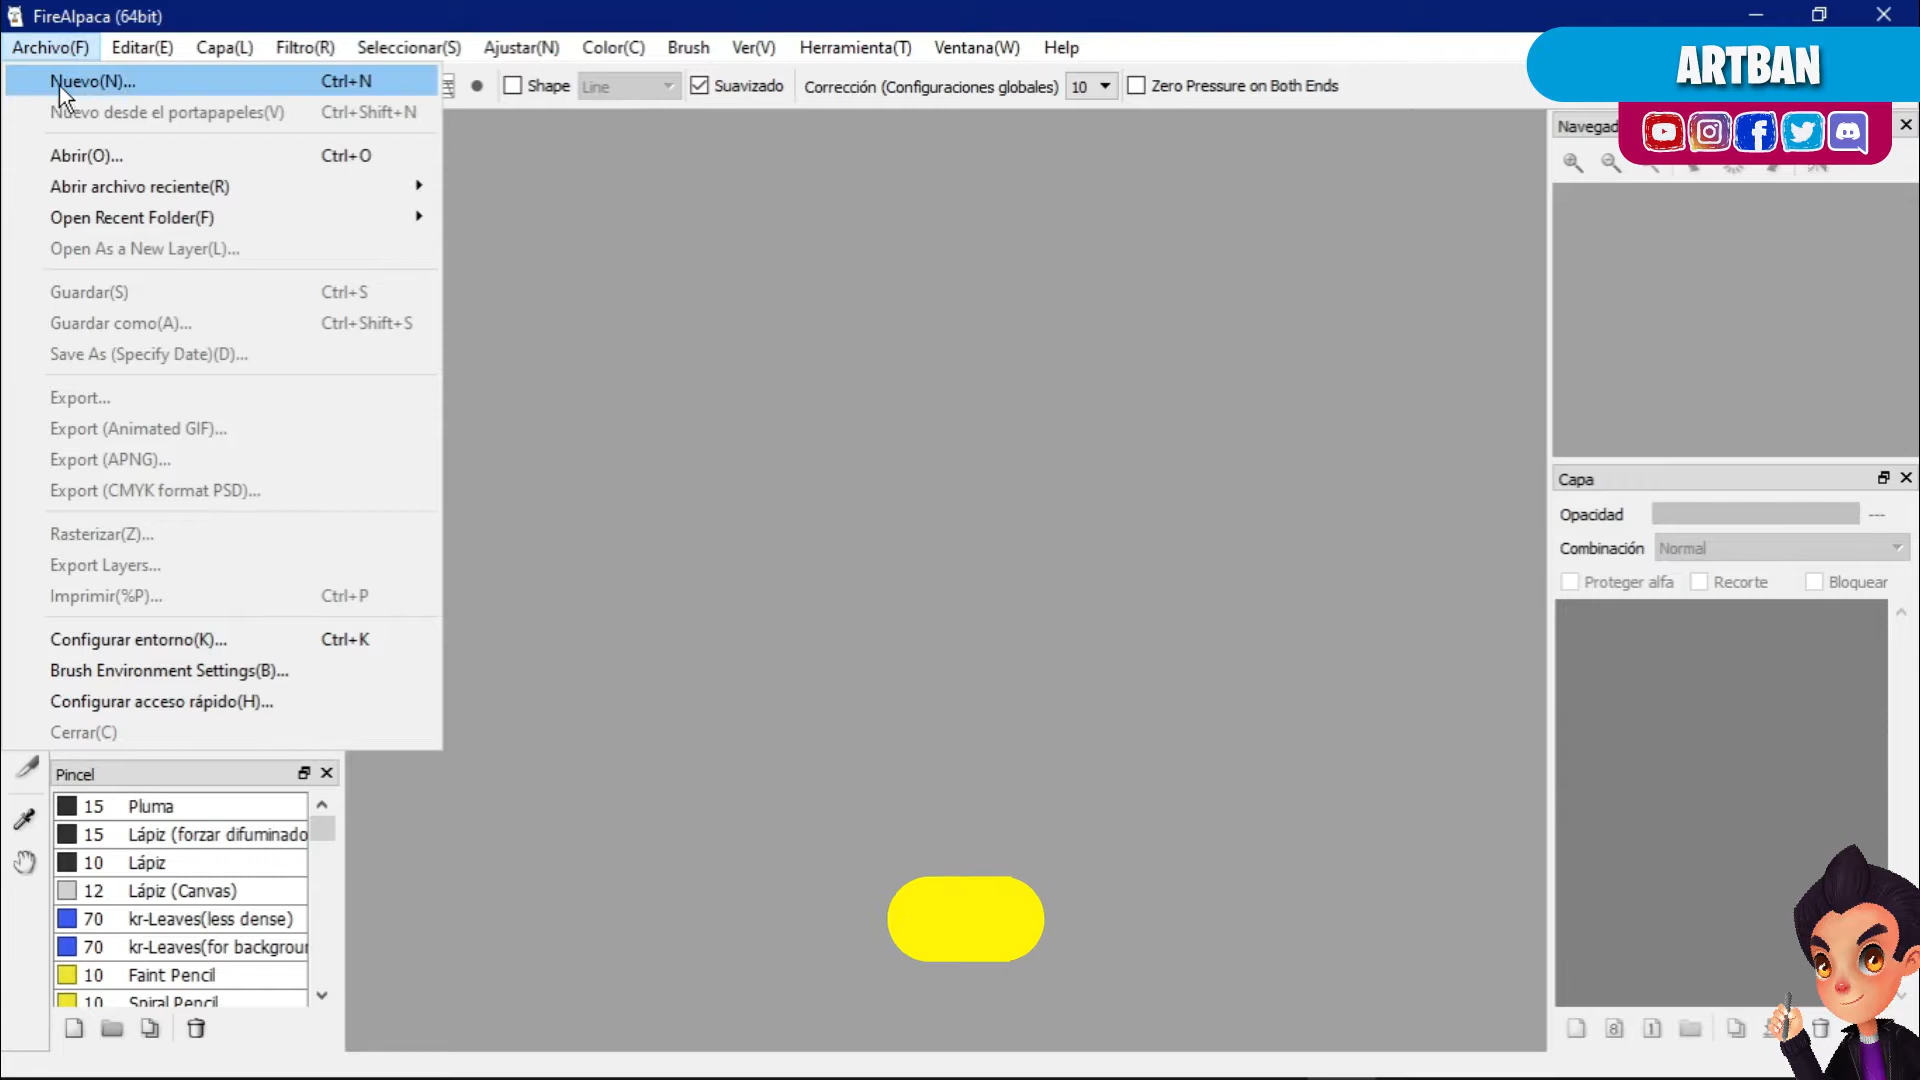 FireAlpaca (64bit)
Archivo(F) Editar(E) Capa(L) Filtro(R) Seleccionar(S) Ajustar(N) Color(C) Brush Ver(V) Herramienta(T) Ventana(W) Help
ARTBAN
Nuevo(N)... Ctrl+N
Shape Line Suavizado Corrección (Configuraciones globales) 10 Zero Pressure on Both Ends
Nuevo desde el portapapeles(V) Ctrl+Shift+N
Navegad
Abrir(O)... Ctrl+O
Abrir archivo reciente(R)
Open Recent Folder(F)
Open As a New Layer(L)...
Guardar(S) Ctrl+S
Guardar como(A)... Ctrl+Shift+S
Save As (Specify Date)(D)...
Export...
Export (Animated GIF)...
Export (APNG)...
Export (CMYK format PSD)...
Rasterizar(Z)...
Export Layers...
Imprimir(%P)... Ctrl+P
Configurar entorno(K)... Ctrl+K
Brush Environment Settings(B)...
Configurar acceso rápido(H)...
Cerrar(C)
Capa
Opacidad ---
Combinación Normal
Proteger alfa Recorte Bloquear
Pincel
15 Pluma
15 Lápiz (forzar difuminado
10 Lápiz
12 Lápiz (Canvas)
70 kr-Leaves(less dense)
70 kr-Leaves(for backgrour
10 Faint Pencil
10 Spiral Pencil
8 1